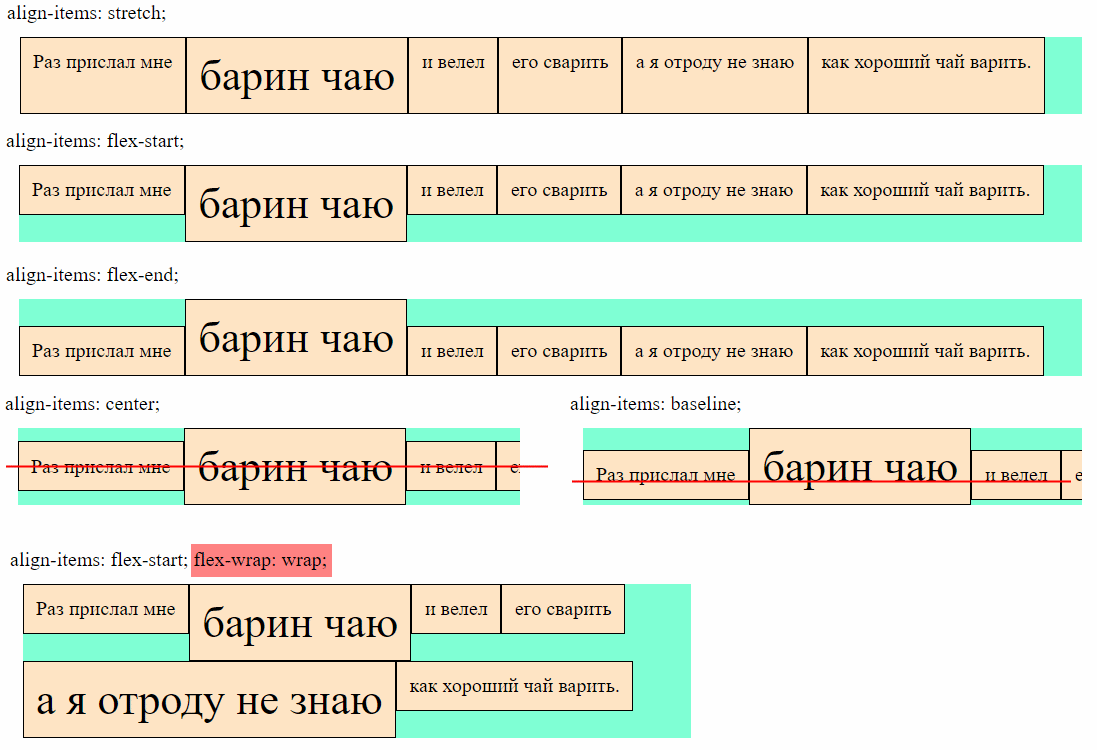 align-items: stretch;
Раз прислал мне барин чаю и велел его сварить а я отроду не знаю как хороший чай варить.
align-items: flex-start;
Раз прислал мне барин чаю и велел его сварить а я отроду не знаю как хороший чай варить.
align-items: flex-end;
Раз прислал мне барин чаю и велел его сварить а я отроду не знаю как хороший чай варить.
align-items: center;
Раз прислал мне барин чаю и велел е
align-items: baseline;
Раз прислал мне барин чаю и велел е
align-items: flex-start; flex-wrap: wrap;
Раз прислал мне барин чаю и велел его сварить
а я отроду не знаю как хороший чай варить.